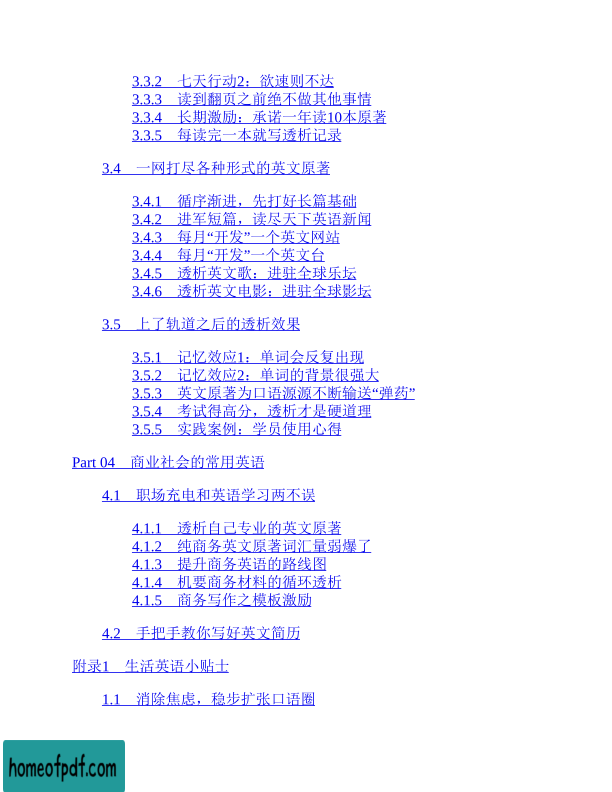 3.3.2 七天行动2：欲速则不达
3.3.3 读到翻页之前绝不做其他事情
3.3.4 长期激励：承诺一年读10本原著
3.3.5 每读完一本就写透析记录
3.4 一网打尽各种形式的英文原著
3.4.1 循序渐进，先打好长篇基础
3.4.2 进军短篇，读尽天下英语新闻
3.4.3 每月“开发”一个英文网站
3.4.4 每月“开发”一个英文台
3.4.5 透析英文歌：进驻全球乐坛
3.4.6 透析英文电影：进驻全球影坛
3.5 上了轨道之后的透析效果
3.5.1 记忆效应1：单词会反复出现
3.5.2 记忆效应2：单词的背景很强大
3.5.3 英文原著为口语源源不断输送“弹药”
3.5.4 考试得高分，透析才是硬道理
3.5.5 实践案例：学员使用心得
Part 04 商业社会的常用英语
4.1 职场充电和英语学习两不误
4.1.1 透析自己专业的英文原著
4.1.2 纯商务英文原著词汇量弱爆了
4.1.3 提升商务英语的路线图
4.1.4 机要商务材料的循环透析
4.1.5 商务写作之模板激励
4.2 手把手教你写好英文简历
附录1 生活英语小贴士
1.1 消除焦虑，稳步扩张口语圈
homeofpdf.com